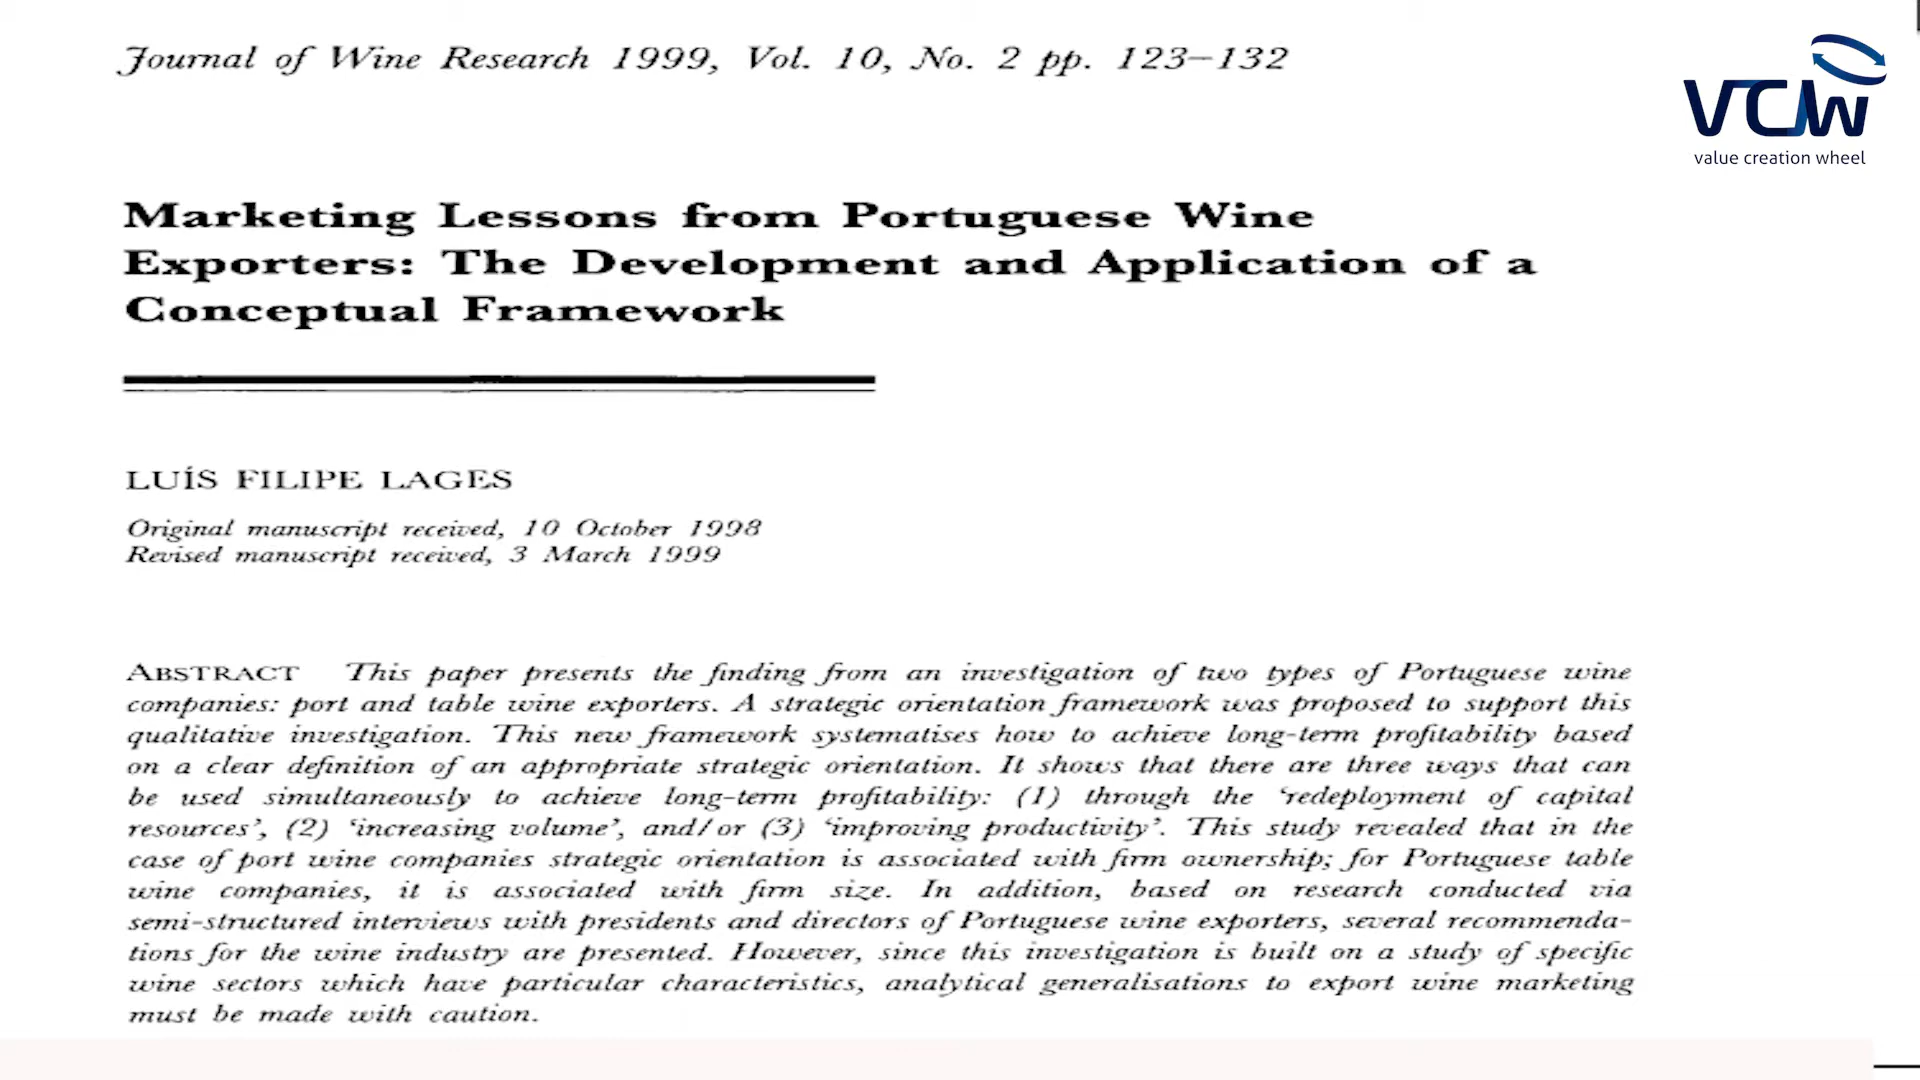 Journal of Wine Research 1999, Vol. 10, No. 2 pp. 123–132
VCW
value creation wheel
Marketing Lessons from Portuguese Wine
Exporters: The Development and Application of a
Conceptual Framework
LUÍS FILIPE LAGES
Original manuscript received, 10 October 1998
Revised manuscript received, 3 March 1999
ABSTRACT This paper presents the finding from an investigation of two types of Portuguese wine
companies: port and table wine exporters. A strategic orientation framework was proposed to support this
qualitative investigation. This new framework systematises how to achieve long-term profitability based
on a clear definition of an appropriate strategic orientation. It shows that there are three ways that can
be used simultaneously to achieve long-term profitability: (1) through the ‘redeployment of capital
resources’, (2) ‘increasing volume’, and/or (3) ‘improving productivity’. This study revealed that in the
case of port wine companies strategic orientation is associated with firm ownership; for Portuguese table
wine companies, it is associated with firm size. In addition, based on research conducted via
semi-structured interviews with presidents and directors of Portuguese wine exporters, several recommenda-
tions for the wine industry are presented. However, since this investigation is built on a study of specific
wine sectors which have particular characteristics, analytical generalisations to export wine marketing
must be made with caution.